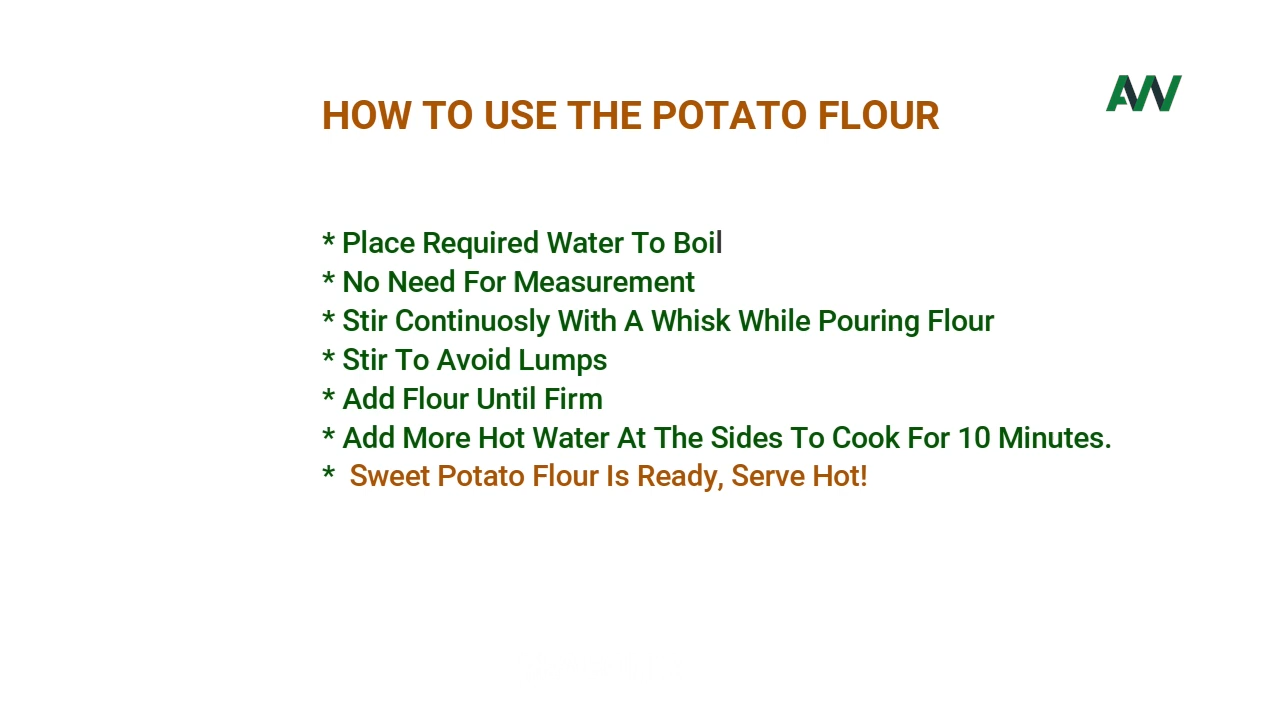 AW
HOW TO USE THE POTATO FLOUR
* Place Required Water To Boil
* No Need For Measurement
* Stir Continuosly With A Whisk While Pouring Flour
* Stir To Avoid Lumps
* Add Flour Until Firm
* Add More Hot Water At The Sides To Cook For 10 Minutes.
* Sweet Potato Flour Is Ready, Serve Hot!